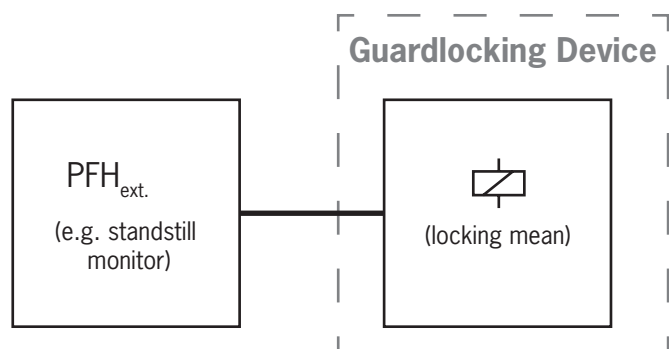 Guardlocking Device
PFHext.
(e.g. standstill
monitor)
(locking mean)